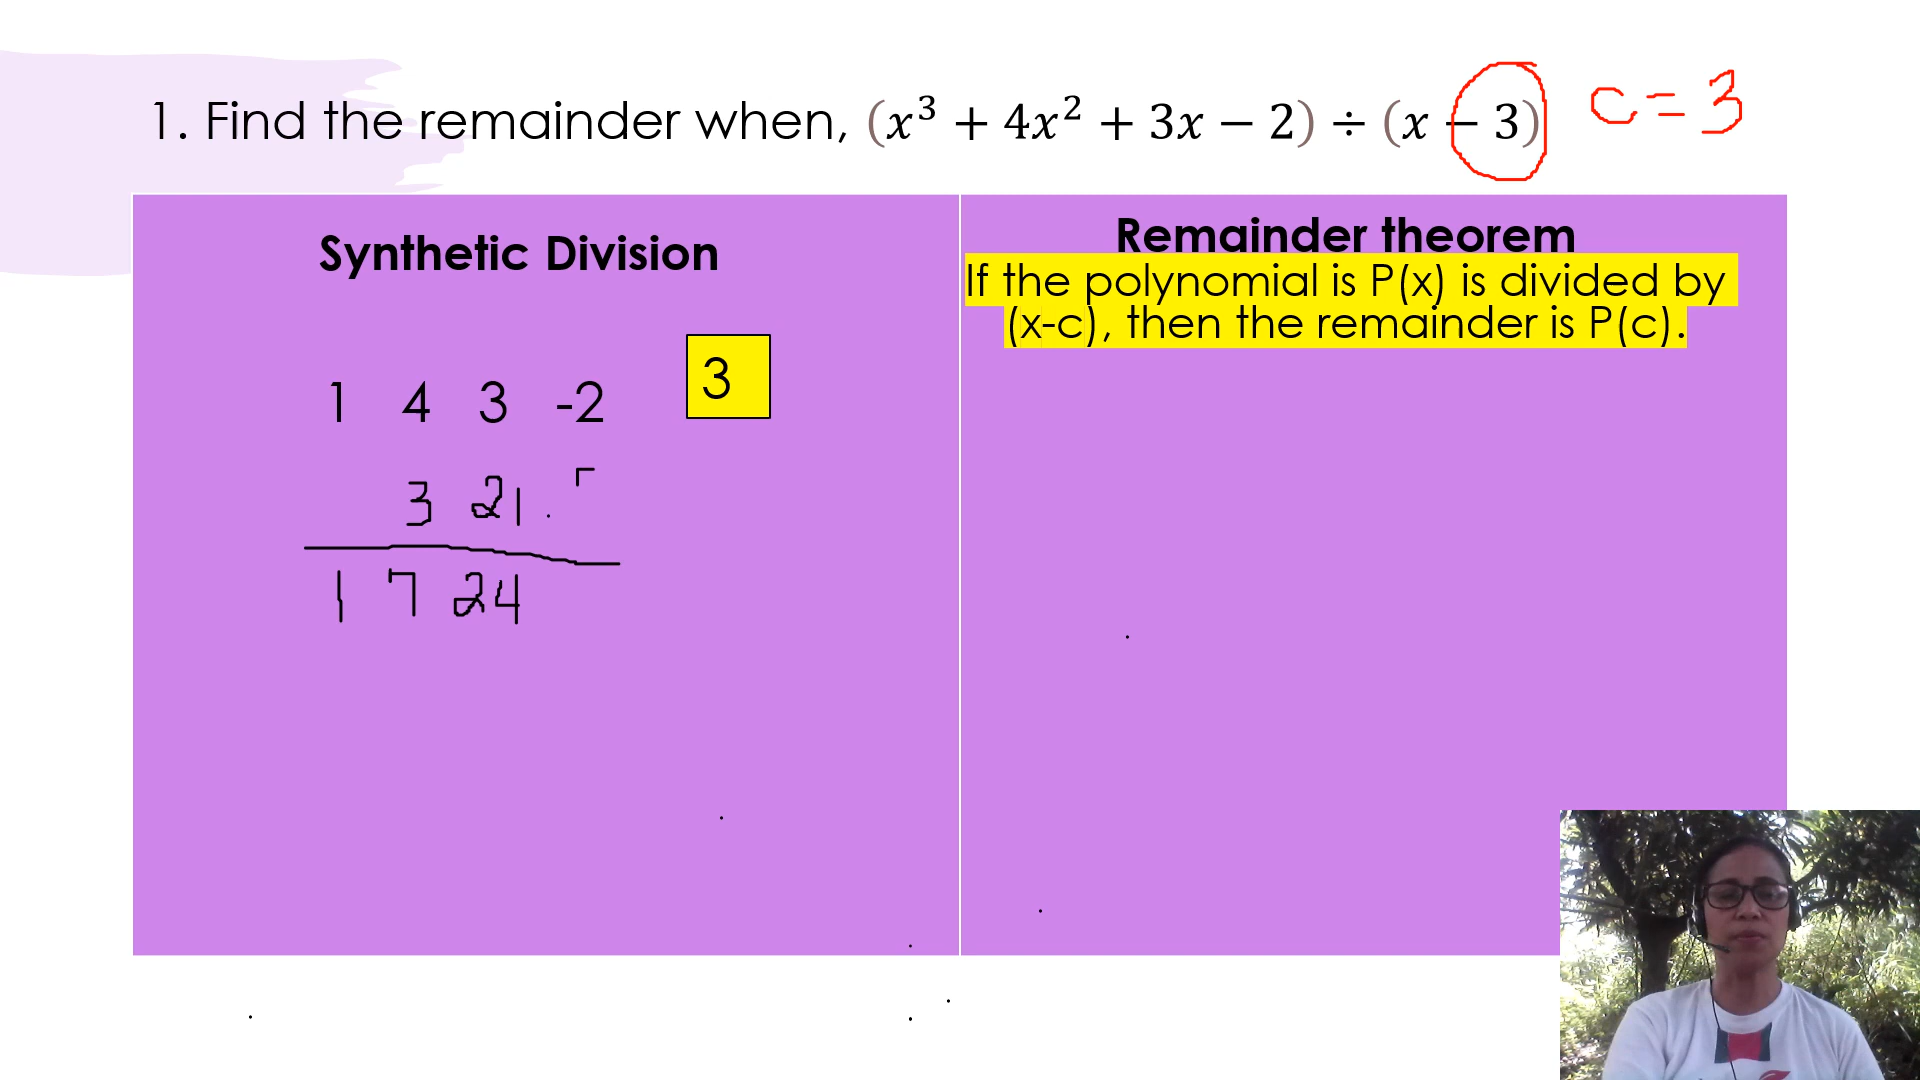 1. Find the remainder when, (x³ + 4x² + 3x − 2) ÷ (x − 3) c = 3
Synthetic Division
1 4 3 -2 3
3 21
1 7 24
Remainder theorem
If the polynomial is P(x) is divided by
(x-c), then the remainder is P(c).